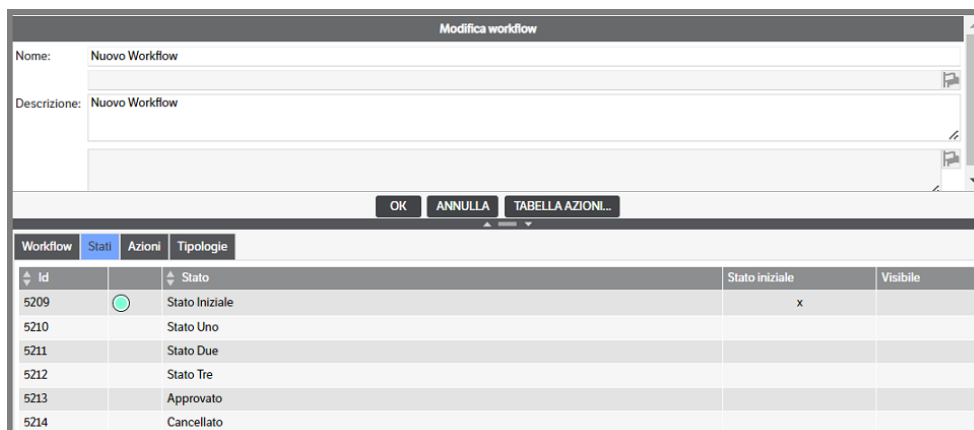 Modifica workflow
Nome: Nuovo Workflow
Descrizione: Nuovo Workflow
OK ANNULLA TABELLA AZIONI...
Workflow Stati Azioni Tipologie
Id Stato Stato iniziale Visibile
5209 Stato Iniziale x
5210 Stato Uno
5211 Stato Due
5212 Stato Tre
5213 Approvato
5214 Cancellato